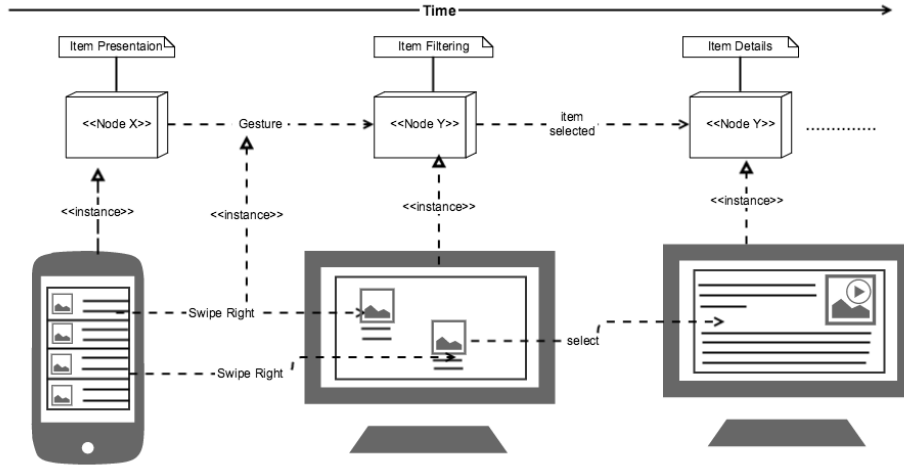 Time
Item Presentaion
Item Filtering
Item Details
<<Node X>>
Gesture
<<Node Y>>
item
selected
<<Node Y>>
..............
<<instance>>
<<instance>>
<<instance>>
<<instance>>
Swipe Right
select
Swipe Right